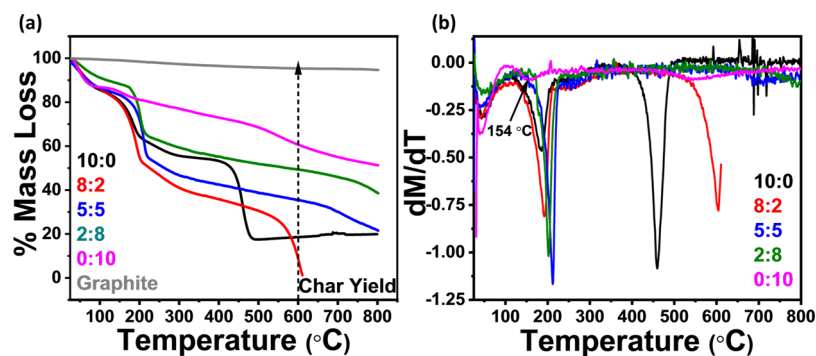 (a)
100
80
60
40
20
0
% Mass Loss
10:0
8:2
5:5
2:8
0:10
Graphite
Char Yield
100 200 300 400 500 600 700 800
Temperature (°C)
(b)
0.00
-0.25
-0.50
-0.75
-1.00
-1.25
dM/dT
154 °C
10:0
8:2
5:5
2:8
0:10
100 200 300 400 500 600 700 800
Temperature (°C)